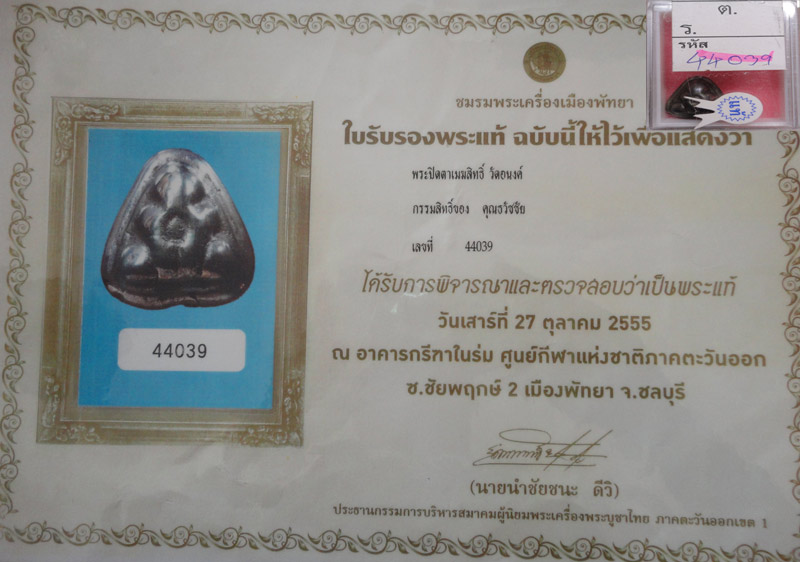 ต.
ร.
รหัส
44039
ชมรมพระเครื่องเมืองพัทยา
ใบรับรองพระแท้ ฉบับนี้ให้ไว้เพื่อแสดงว่า
พระปิดตาเมฆสิทธิ์ วัดอนงค์
กรรมสิทธิ์ของ คุณธวัชชัย
เลขที่ 44039
ได้รับการพิจารณาและตรวจสอบว่าเป็นพระแท้
วันเสาร์ที่ 27 ตุลาคม 2555
ณ อาคารกรีฑาในร่ม ศูนย์กีฬาแห่งชาติภาคตะวันออก
ซ.ชัยพฤกษ์ 2 เมืองพัทยา จ.ชลบุรี
44039
(นายนำชัยชนะ ดีวิ)
ประธานกรรมการบริหารสมาคมผู้นิยมพระเครื่องพระบูชาไทย ภาคตะวันออกเขต 1